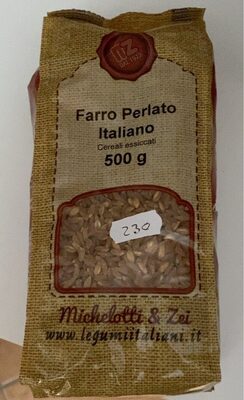 MZ
Farro Perlato
Italiano
Cereali essiccati
500 g
230
Michelotti & Zei
www.legumiitaliani.it